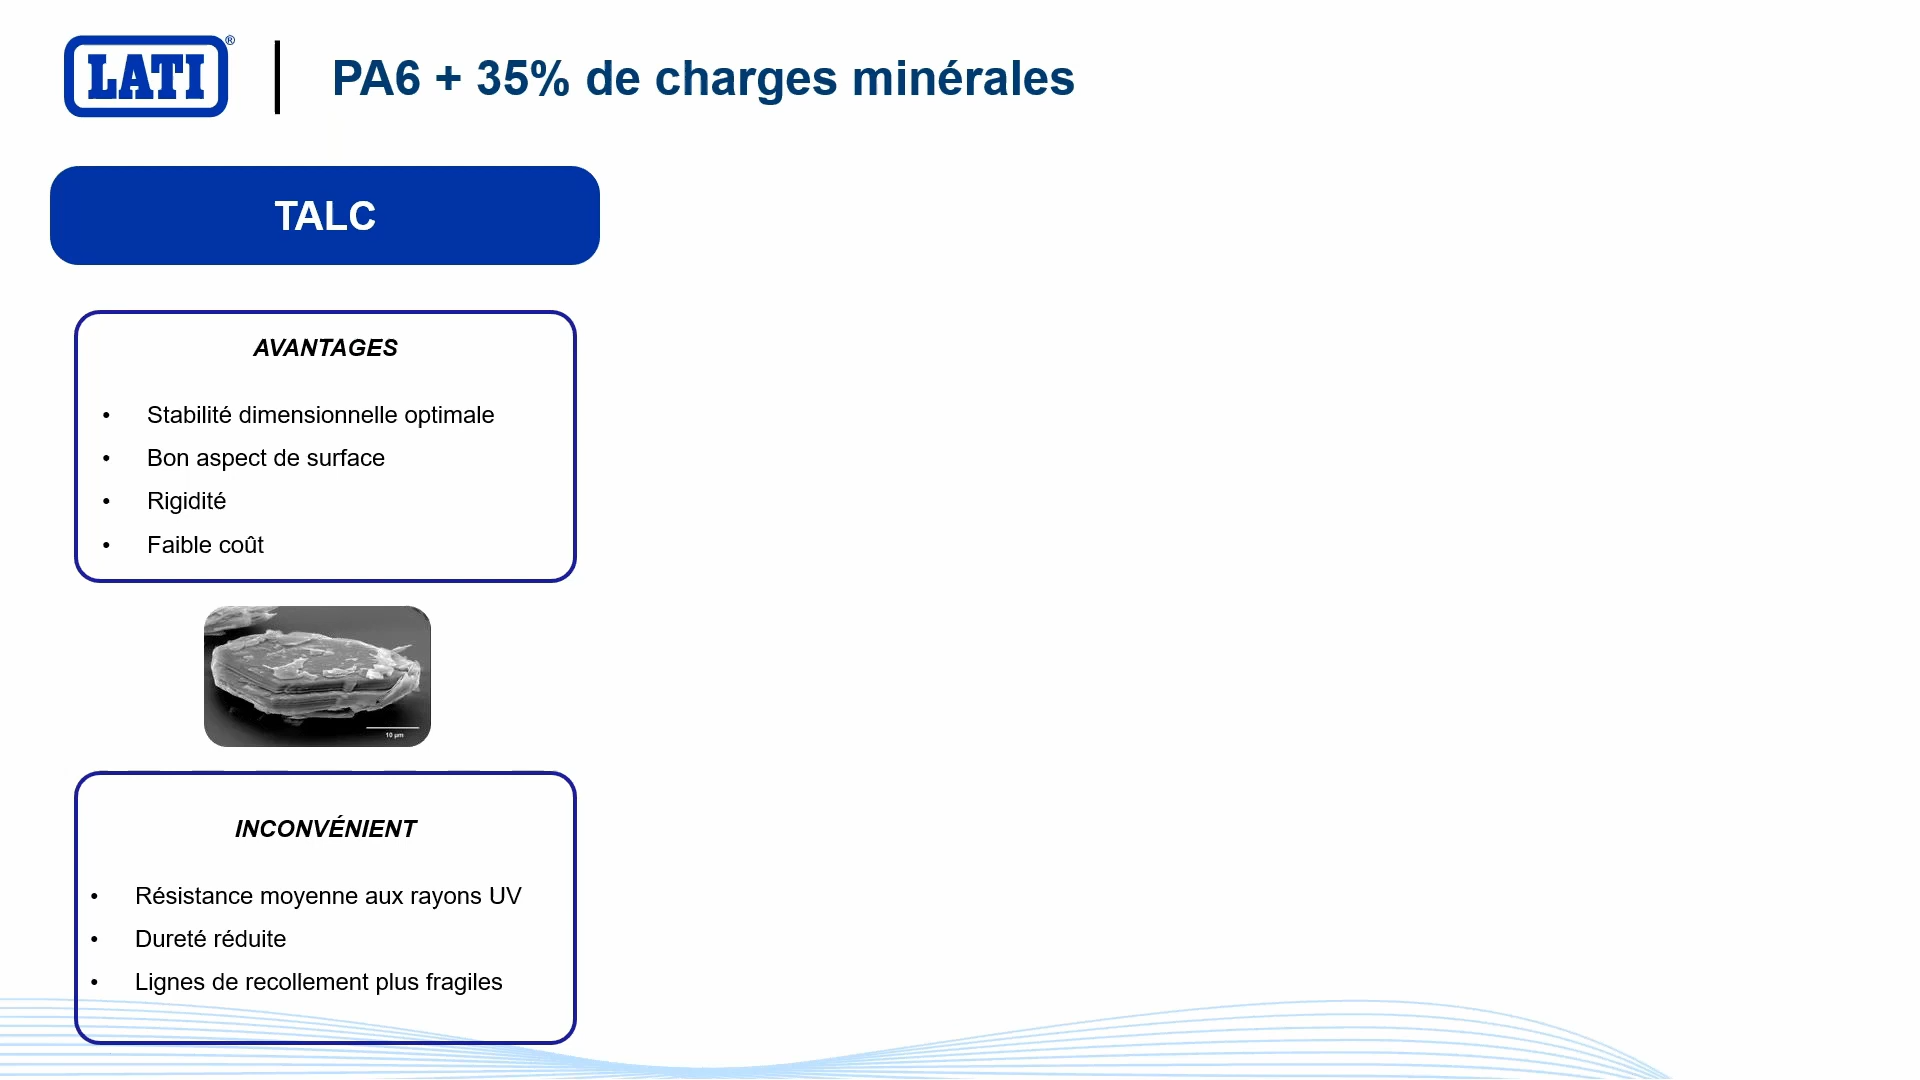 LATI®
PA6 + 35% de charges minérales
TALC
AVANTAGES
• Stabilité dimensionnelle optimale
• Bon aspect de surface
• Rigidité
• Faible coût
10 µm
INCONVÉNIENT
• Résistance moyenne aux rayons UV
• Dureté réduite
• Lignes de recollement plus fragiles